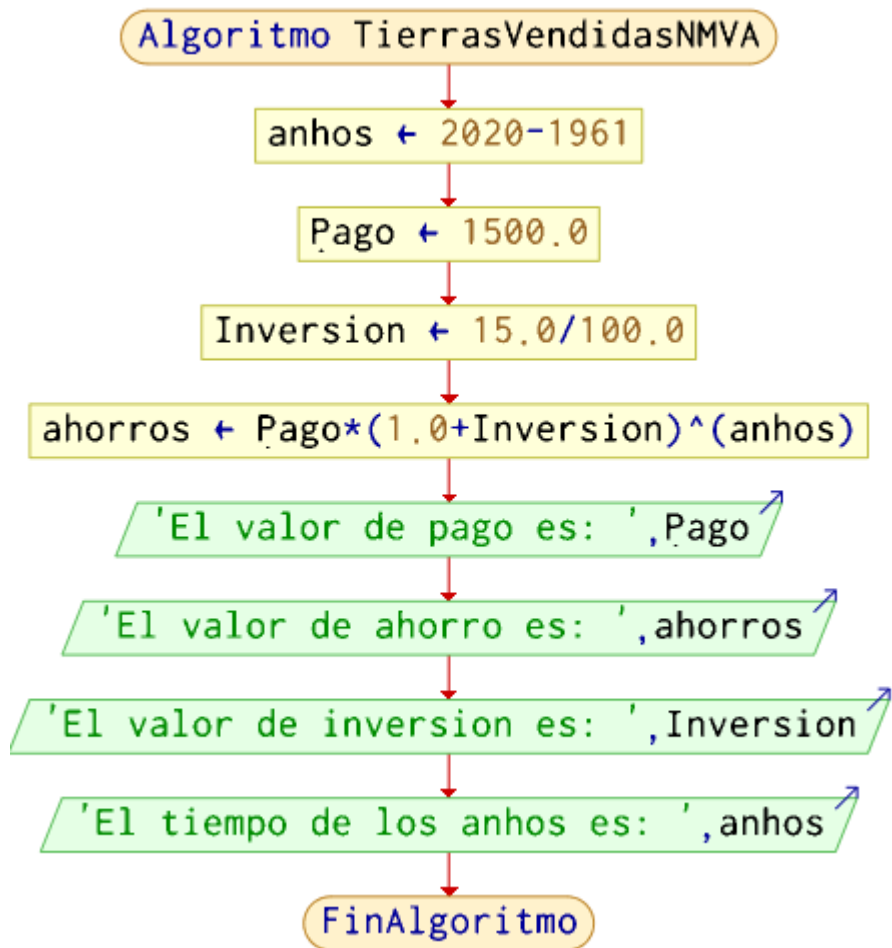 Algoritmo TierrasVendidasNMVA
anhos ← 2020-1961
Pago ← 1500.0
Inversion ← 15.0/100.0
ahorros ← Pago*(1.0+Inversion)^(anhos)
'El valor de pago es: ',Pago
'El valor de ahorro es: ',ahorros
'El valor de inversion es: ',Inversion
'El tiempo de los anhos es: ',anhos
FinAlgoritmo